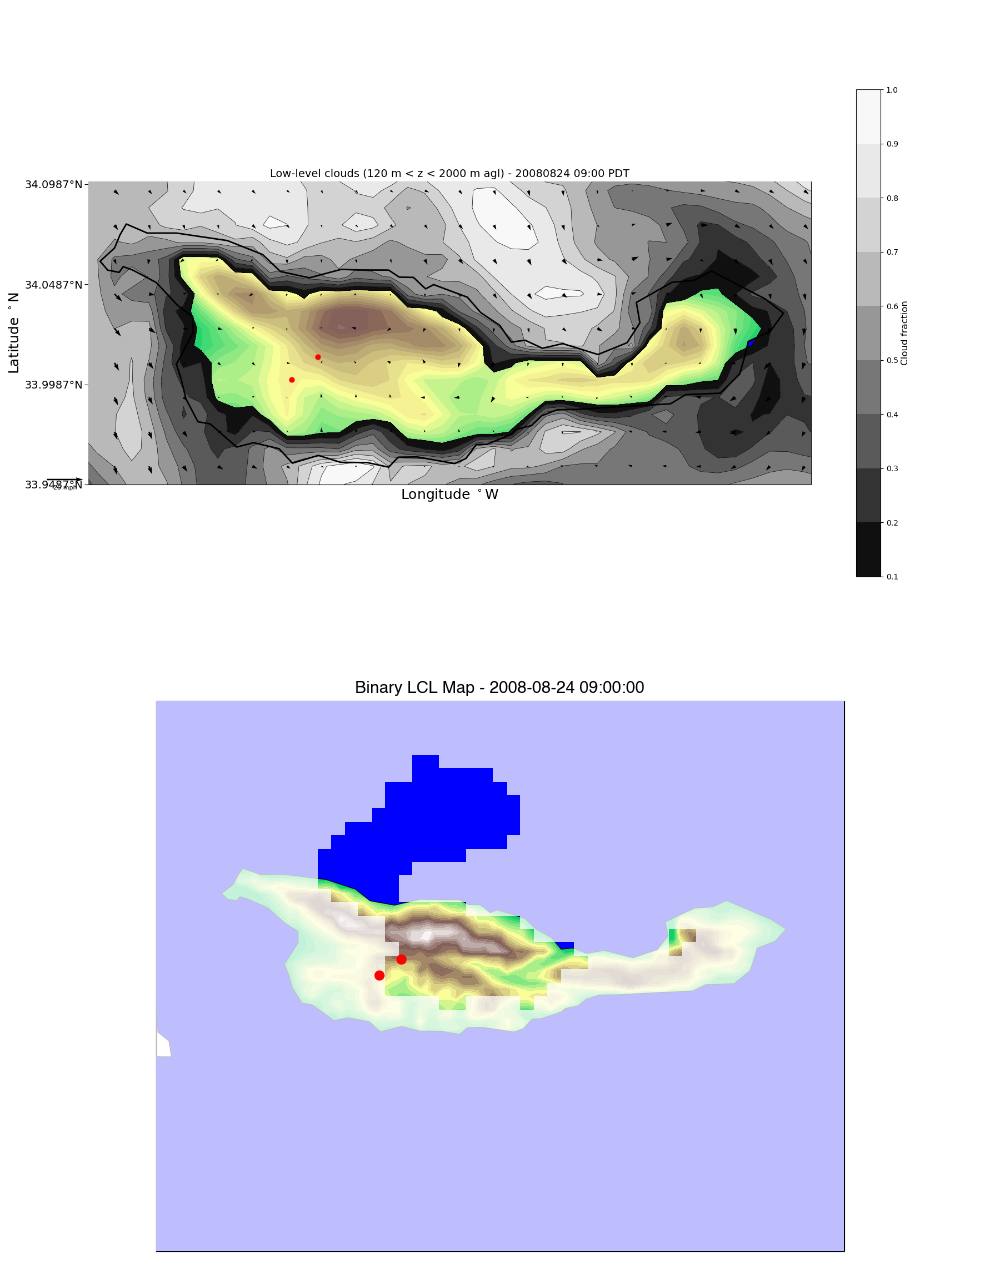 Low-level clouds (120 m < z < 2000 m agl) - 20080824 09:00 PDT
34.0987°N
34.0487°N
33.9987°N
33.9487°N
Latitude ° N
Longitude ° W
1.0
0.9
0.8
0.7
0.6
0.5
0.4
0.3
0.2
0.1
Cloud fraction
Binary LCL Map - 2008-08-24 09:00:00